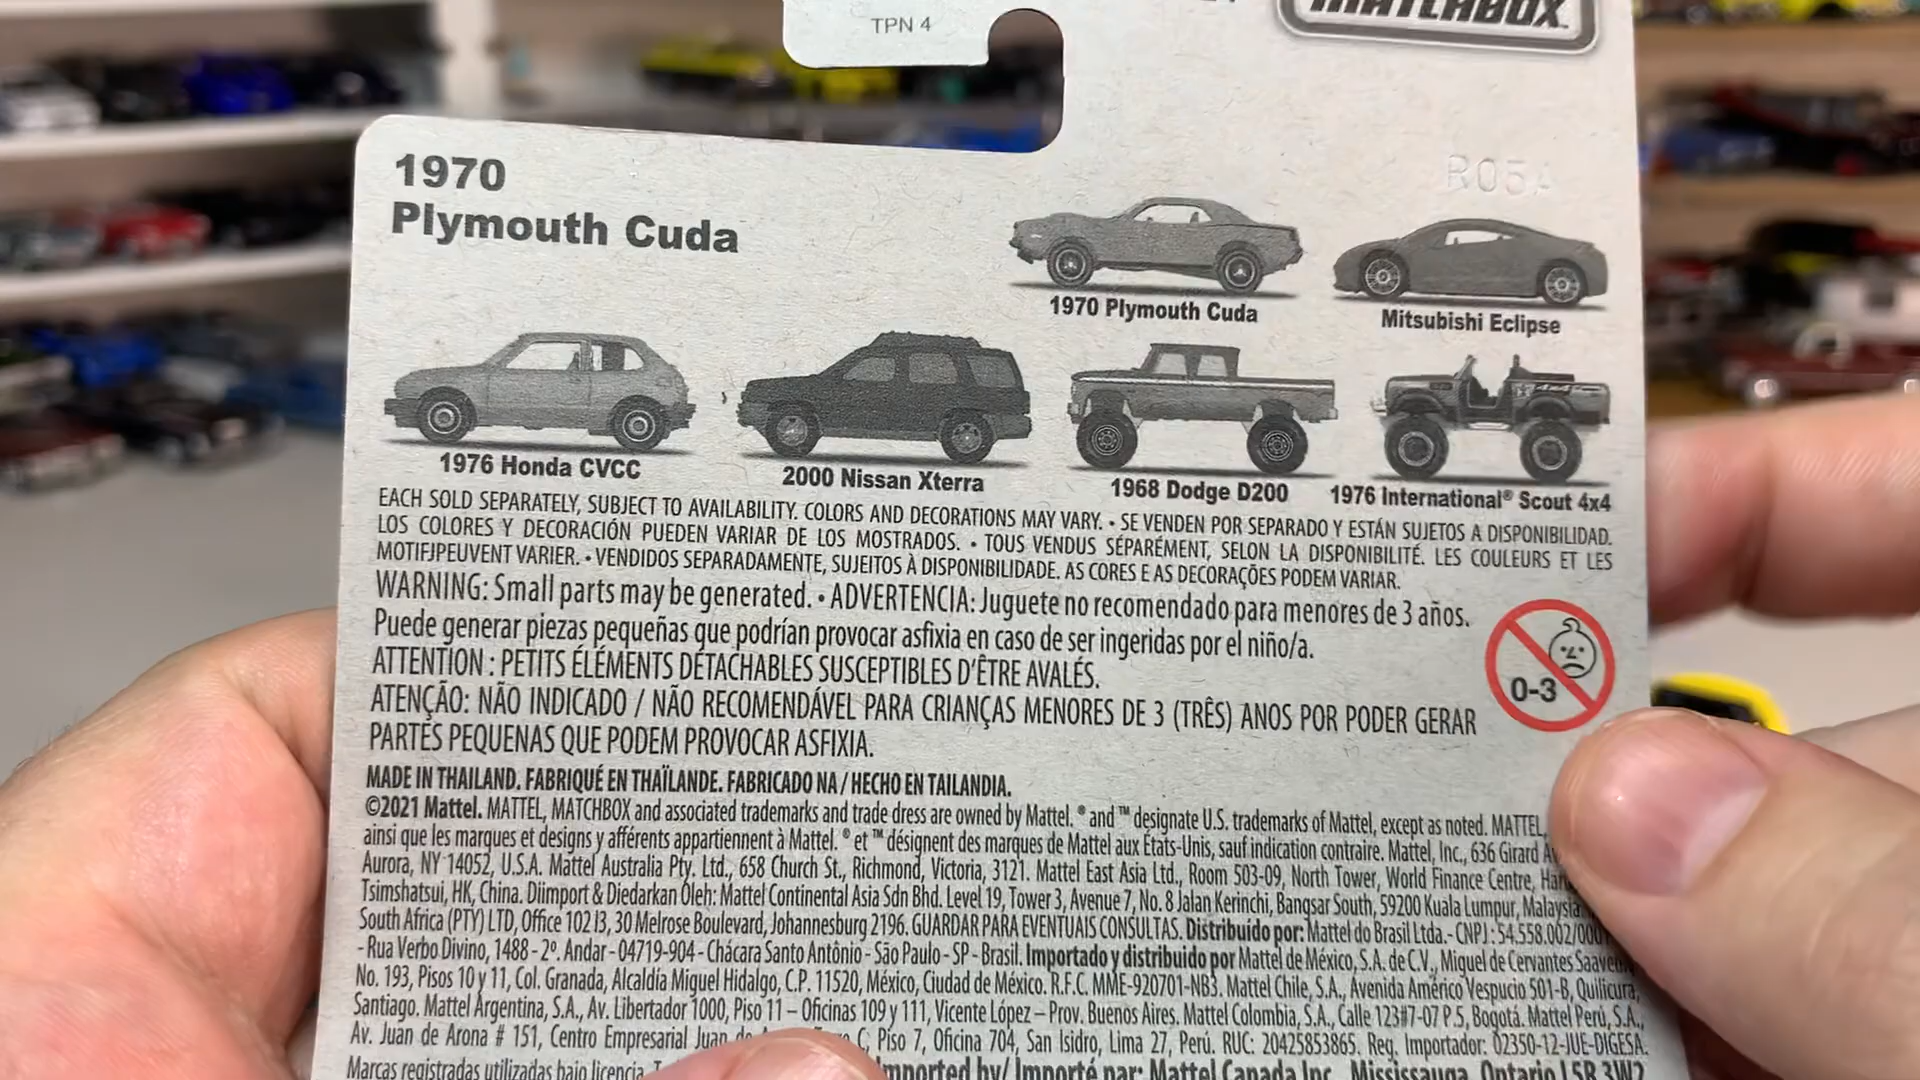 TPN 4
MATCHBOX
R05A
1970
Plymouth Cuda
1970 Plymouth Cuda
Mitsubishi Eclipse
1976 Honda CVCC
2000 Nissan Xterra
1968 Dodge D200
1976 International® Scout 4x4
EACH SOLD SEPARATELY, SUBJECT TO AVAILABILITY. COLORS AND DECORATIONS MAY VARY. • SE VENDEN POR SEPARADO Y ESTÁN SUJETOS A DISPONIBILIDAD.
LOS COLORES Y DECORACIÓN PUEDEN VARIAR DE LOS MOSTRADOS. • TOUS VENDUS SÉPARÉMENT, SELON LA DISPONIBILITÉ. LES COULEURS ET LES
MOTIFJPEUVENT VARIER. • VENDIDOS SEPARADAMENTE, SUJEITOS À DISPONIBILIDADE. AS CORES E AS DECORAÇÕES PODEM VARIAR.
WARNING: Small parts may be generated. • ADVERTENCIA: Juguete no recomendado para menores de 3 años.
Puede generar piezas pequeñas que podrían provocar asfixia en caso de ser ingeridas por el niño/a.
ATTENTION : PETITS ÉLÉMENTS DÉTACHABLES SUSCEPTIBLES D'ÊTRE AVALÉS.
ATENÇÃO: NÃO INDICADO / NÃO RECOMENDÁVEL PARA CRIANÇAS MENORES DE 3 (TRÊS) ANOS POR PODER GERAR
PARTES PEQUENAS QUE PODEM PROVOCAR ASFIXIA.
0-3
MADE IN THAILAND. FABRIQUÉ EN THAÏLANDE. FABRICADO NA / HECHO EN TAILANDIA.
©2021 Mattel. MATTEL, MATCHBOX and associated trademarks and trade dress are owned by Mattel. ® and ™ designate U.S. trademarks of Mattel, except as noted. MATTEL,
ainsi que les marques et designs y afférents appartiennent à Mattel. ® et ™ désignent des marques de Mattel aux États-Unis, sauf indication contraire. Mattel, Inc., 636 Girard
Aurora, NY 14052, U.S.A. Mattel Australia Pty. Ltd., 658 Church St., Richmond, Victoria, 3121. Mattel East Asia Ltd., Room 503-09, North Tower, World Finance Centre,
Tsimshatsui, HK, China. Diimport & Diedarkan Oleh: Mattel Continental Asia Sdn Bhd. Level 19, Tower 3, Avenue 7, No. 8 Jalan Kerinchi, Bangsar South, 59200 Kuala Lumpur, Malaysia.
South Africa (PTY) LTD, Office 102 I3, 30 Melrose Boulevard, Johannesburg 2196. GUARDAR PARA EVENTUAIS CONSULTAS. Distribuído por: Mattel do Brasil Ltda.- CNPJ : 54.558.002/000
- Rua Verbo Divino, 1488 - 2º. Andar - 04719-904 - Chácara Santo Antônio - São Paulo - SP - Brasil. Importado y distribuido por Mattel de México, S.A. de C.V., Miguel de Cervantes Saavedra
No. 193, Pisos 10 y 11, Col. Granada, Alcaldía Miguel Hidalgo, C.P. 11520, México, Ciudad de México. R.F.C. MME-920701-NB3. Mattel Chile, S.A., Avenida Américo Vespucio 501-B, Quilicura,
Santiago. Mattel Argentina, S.A., Av. Libertador 1000, Piso 11 – Oficinas 109 y 111, Vicente López – Prov. Buenos Aires. Mattel Colombia, S.A., Calle 123#7-07 P.5, Bogotá. Mattel Perú, S.A.,
Av. Juan de Arona # 151, Centro Empresarial Juan de C; Piso 7, Oficina 704, San Isidro, Lima 27, Perú. RUC: 20425853865. Reg. Importador: 02350-12-JUE-DIGESA.
Marcas registradas utilizadas bajo licencia. Imported by/ Importé par: Mattel Canada Inc., Mississauga, Ontario L5R 3W2